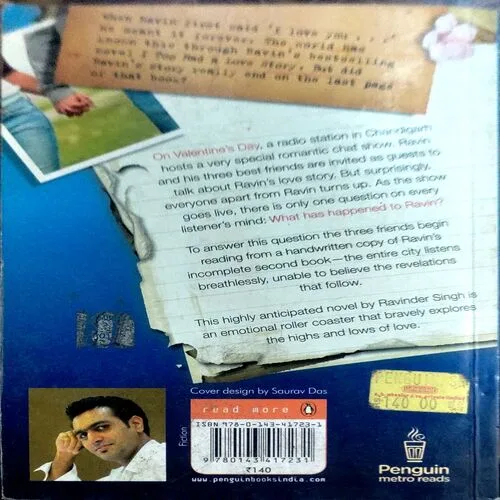 When Ravin first said 'I love you . . .'
he meant it forever. The world has
known this through Ravin's bestselling
novel I Too Had a Love Story. But did
Ravin's story really end on the last page
of that book?
On Valentine's Day, a radio station in Chandigarh
hosts a very special romantic chat show. Ravin
and his three best friends are invited as guests to
talk about Ravin's love story. But surprisingly,
everyone apart from Ravin turns up. As the show
goes live, there is only one question on every
listener's mind: What has happened to Ravin?
To answer this question the three friends begin
reading from a handwritten copy of Ravin's
incomplete second book—the entire city listens
breathlessly, unable to believe the revelations
that follow.
This highly anticipated novel by Ravinder Singh is
an emotional roller coaster that bravely explores
the highs and lows of love.
Cover design by Saurav Das
read more
Fiction
ISBN 978-0-143-41723-1
9780143417231
₹140
www.penguinbooksindia.com
140 00
Penguin
metro reads